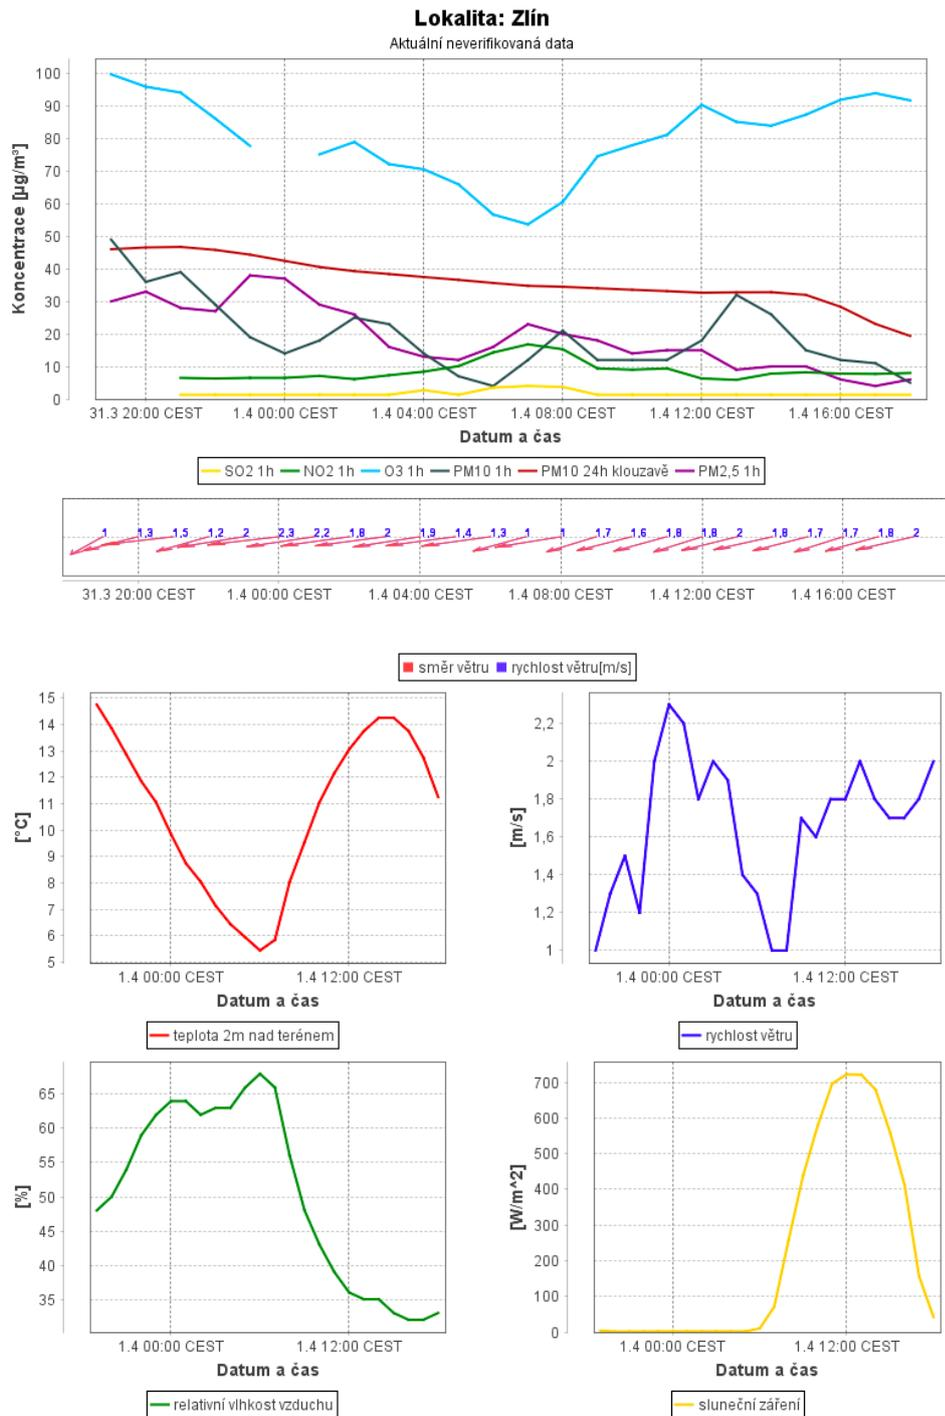 Lokalita: Zlín
Aktuální neverifikovaná data
Koncentrace [µg/m³]
100
90
80
70
60
50
40
30
20
10
0
31.3 20:00 CEST 1.4 00:00 CEST 1.4 04:00 CEST 1.4 08:00 CEST 1.4 12:00 CEST 1.4 16:00 CEST
Datum a čas
SO2 1h NO2 1h O3 1h PM10 1h PM10 24h klouzavě PM2,5 1h
1 1,3 1,5 1,2 2 2,3 2,2 1,8 2 1,9 1,4 1,3 1 1 1,7 1,6 1,8 1,8 2 1,8 1,7 1,7 1,8 2
31.3 20:00 CEST 1.4 00:00 CEST 1.4 04:00 CEST 1.4 08:00 CEST 1.4 12:00 CEST 1.4 16:00 CEST
směr větru rychlost větru[m/s]
[°C]
15
14
13
12
11
10
9
8
7
6
5
1.4 00:00 CEST 1.4 12:00 CEST
Datum a čas
teplota 2m nad terénem
[m/s]
2,2
2
1,8
1,6
1,4
1,2
1
1.4 00:00 CEST 1.4 12:00 CEST
Datum a čas
rychlost větru
[%]
65
60
55
50
45
40
35
1.4 00:00 CEST 1.4 12:00 CEST
Datum a čas
relativní vlhkost vzduchu
[W/m^2]
700
600
500
400
300
200
100
0
1.4 00:00 CEST 1.4 12:00 CEST
Datum a čas
sluneční záření